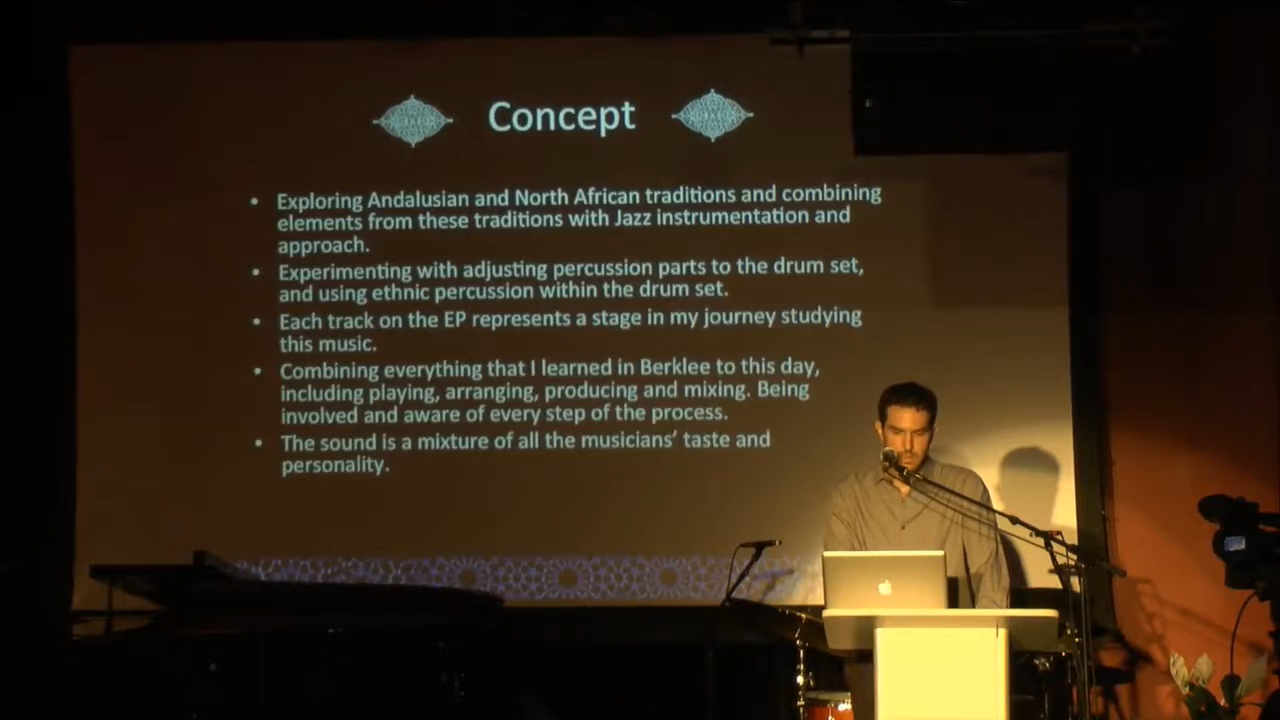 Concept
• Exploring Andalusian and North African traditions and combining
elements from these traditions with Jazz instrumentation and
approach.
• Experimenting with adjusting percussion parts to the drum set,
and using ethnic percussion within the drum set.
• Each track on the EP represents a stage in my journey studying
this music.
• Combining everything that I learned in Berklee to this day,
including playing, arranging, producing and mixing. Being
involved and aware of every step of the process.
• The sound is a mixture of all the musicians’ taste and
personality.